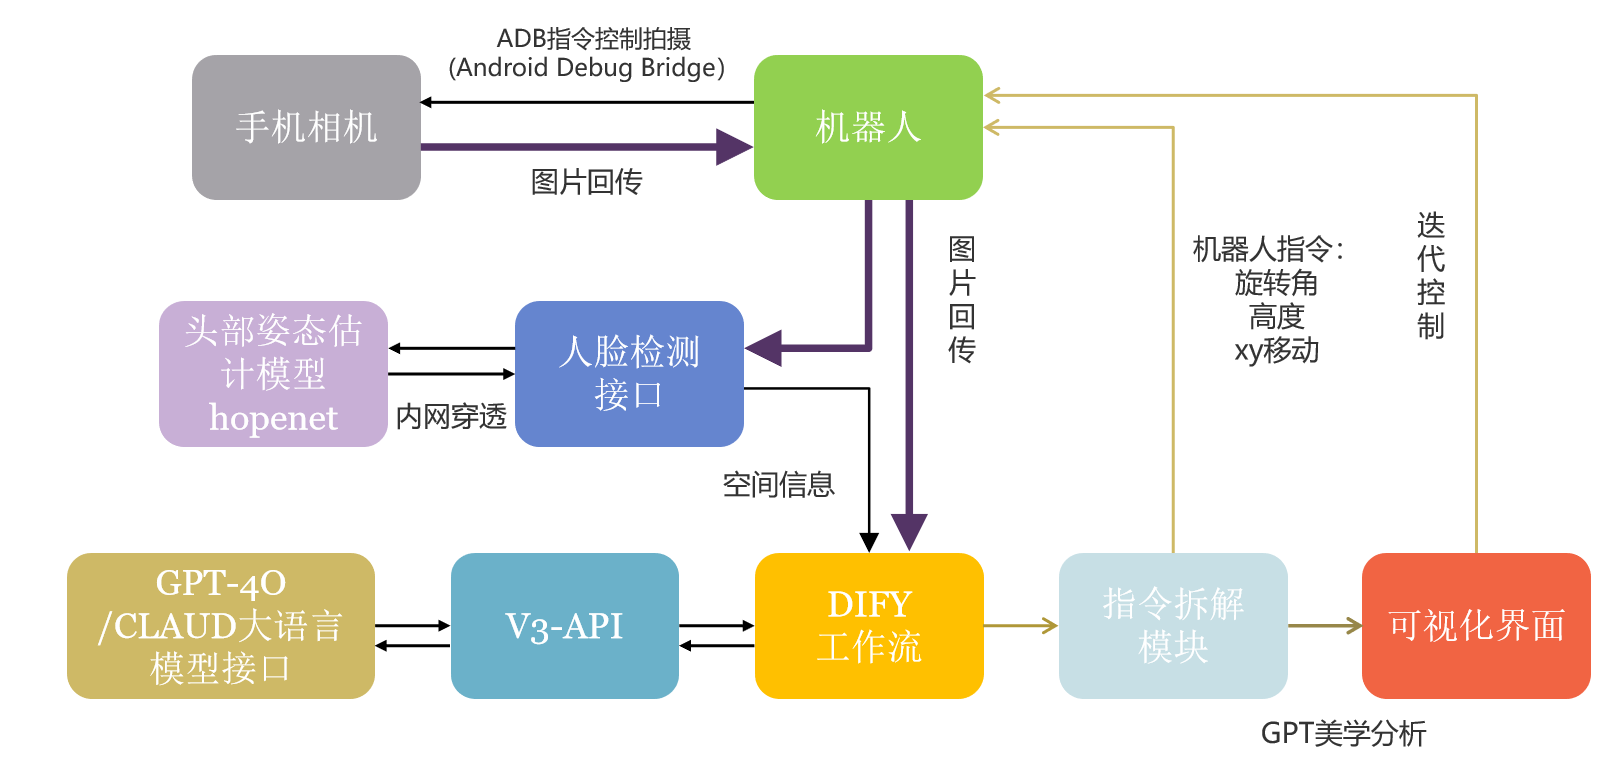 ADB指令控制拍摄
(Android Debug Bridge）
手机相机
机器人
图片回传
图
片
回
传
机器人指令：
旋转角
高度
xy移动
迭
代
控
制
头部姿态估
计模型
hopenet
人脸检测
接口
内网穿透
空间信息
GPT-4O
/CLAUD大语言
模型接口
V3-API
DIFY
工作流
指令拆解
模块
可视化界面
GPT美学分析